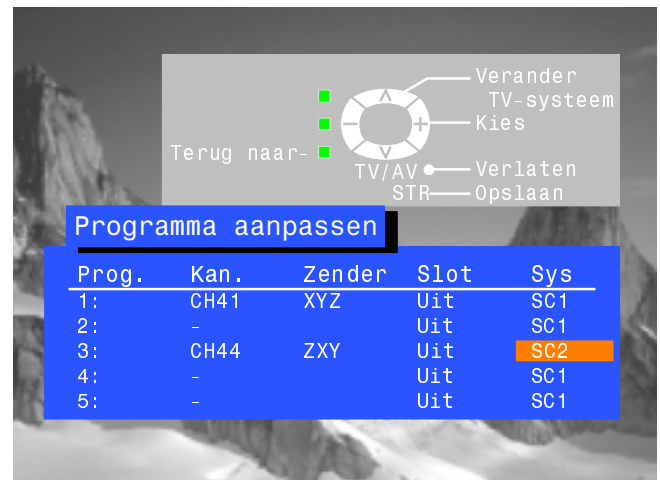 Verander
TV-systeem
Kies
Terug naar-
TV/AV Verlaten
STR Opslaan
Programma aanpassen
Prog. Kan. Zender Slot Sys
1: CH41 XYZ Uit SC1
2: - Uit SC1
3: CH44 ZXY Uit SC2
4: - Uit SC1
5: - Uit SC1